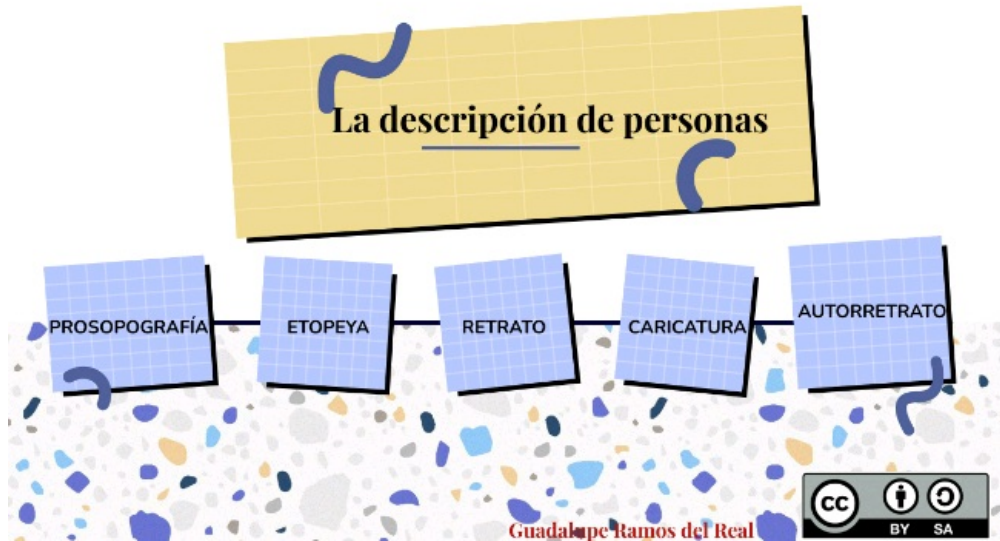 La descripción de personas
PROSOPOGRAFÍA
ETOPEYA
RETRATO
CARICATURA
AUTORRETRATO
Guadalupe Ramos del Real
CC
BY SA